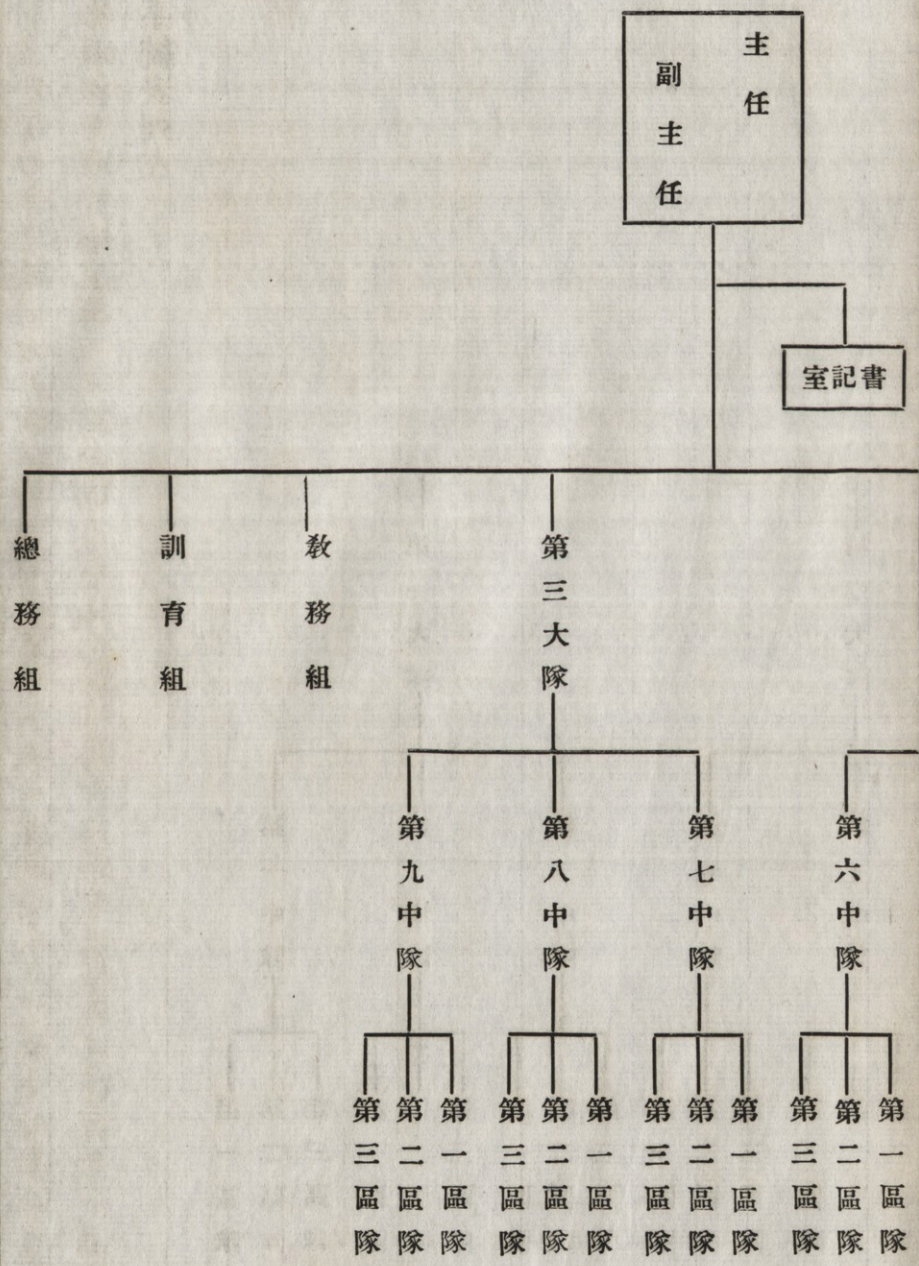 主任
副主任
書記室
第三大隊
教務組
訓育組
總務組
第六中隊
第七中隊
第八中隊
第九中隊
第一區隊
第二區隊
第三區隊
第一區隊
第二區隊
第三區隊
第一區隊
第二區隊
第三區隊
第一區隊
第二區隊
第三區隊